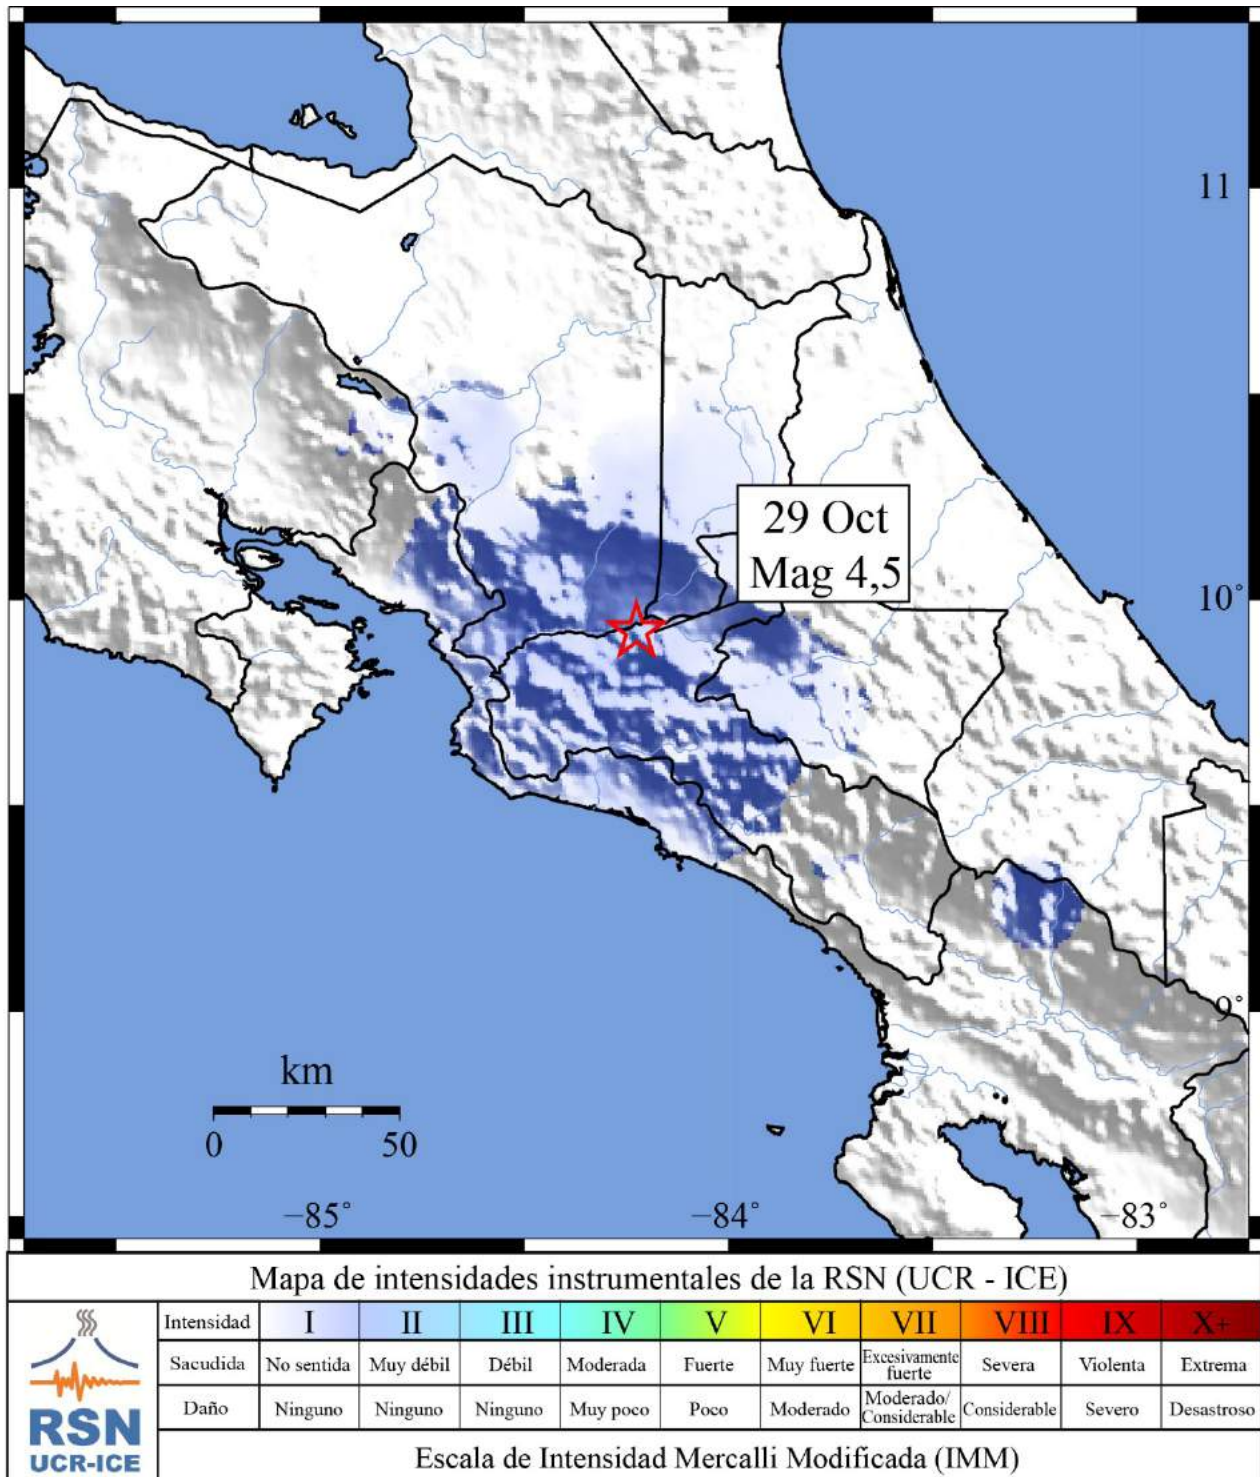 11
29 Oct
Mag 4,5
10°
9°
km
0 50
−85° −84° −83°
Mapa de intensidades instrumentales de la RSN (UCR - ICE)
Intensidad I II III IV V VI VII VIII IX X+
Sacudida No sentida Muy débil Débil Moderada Fuerte Muy fuerte Excesivamente fuerte Severa Violenta Extrema
Daño Ninguno Ninguno Ninguno Muy poco Poco Moderado Moderado/ Considerable Considerable Severo Desastroso
RSN
UCR-ICE
Escala de Intensidad Mercalli Modificada (IMM)